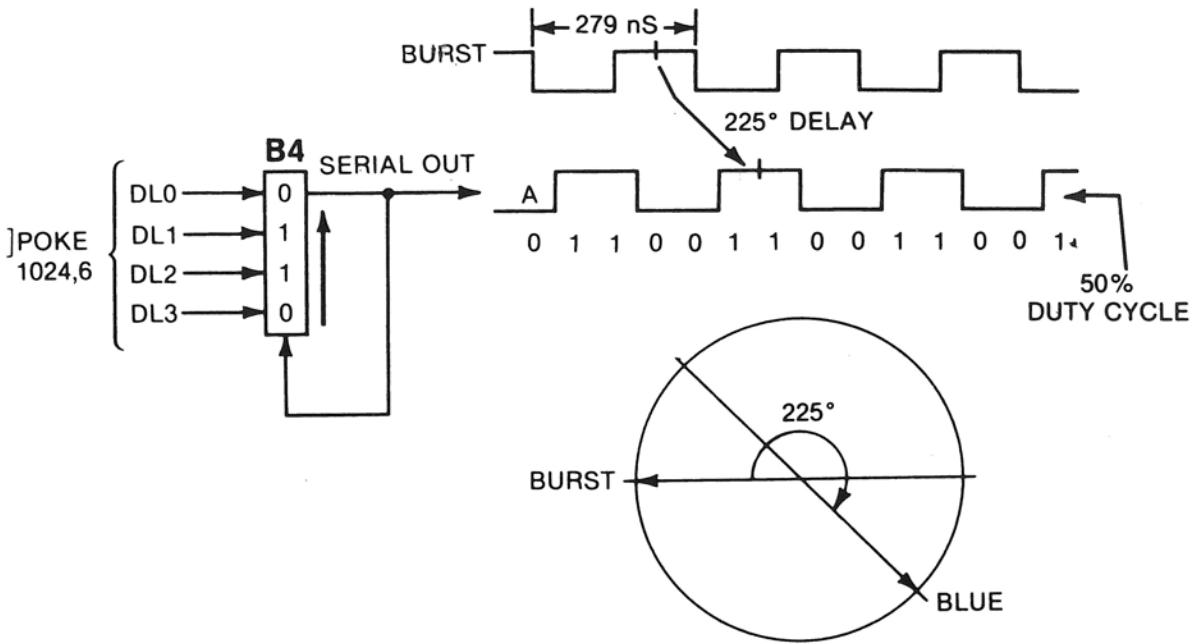 279 nS
BURST
225° DELAY
B4
SERIAL OUT
DL0
0
DL1
1
DL2
1
DL3
0
]POKE
1024,6
A
0 1 1 0 0 1 1 0 0 1 1 0 0 1
50%
DUTY CYCLE
225°
BURST
BLUE